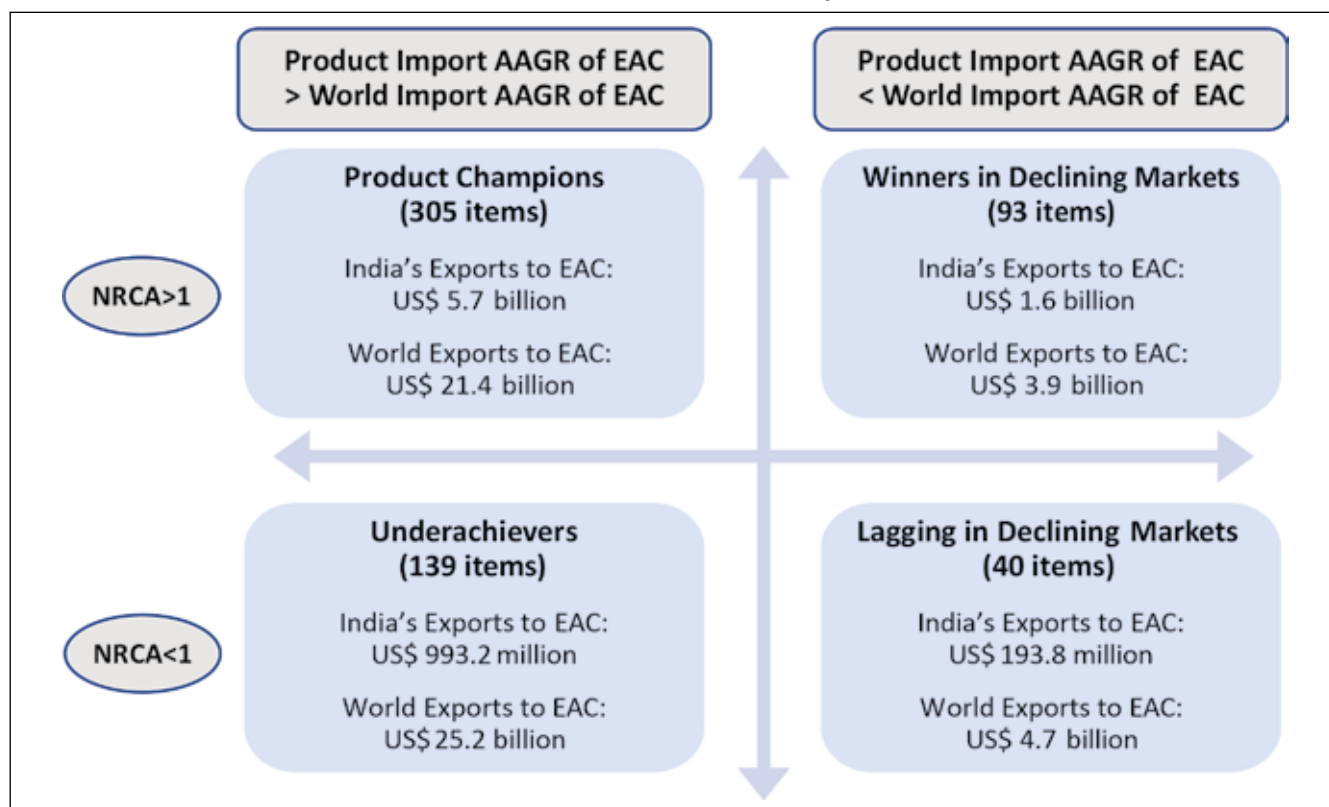 Product Import AAGR of EAC
> World Import AAGR of EAC
Product Import AAGR of EAC
< World Import AAGR of EAC
NRCA>1
Product Champions
(305 items)
India's Exports to EAC:
US$ 5.7 billion
World Exports to EAC:
US$ 21.4 billion
Winners in Declining Markets
(93 items)
India's Exports to EAC:
US$ 1.6 billion
World Exports to EAC:
US$ 3.9 billion
NRCA<1
Underachievers
(139 items)
India's Exports to EAC:
US$ 993.2 million
World Exports to EAC:
US$ 25.2 billion
Lagging in Declining Markets
(40 items)
India's Exports to EAC:
US$ 193.8 million
World Exports to EAC:
US$ 4.7 billion